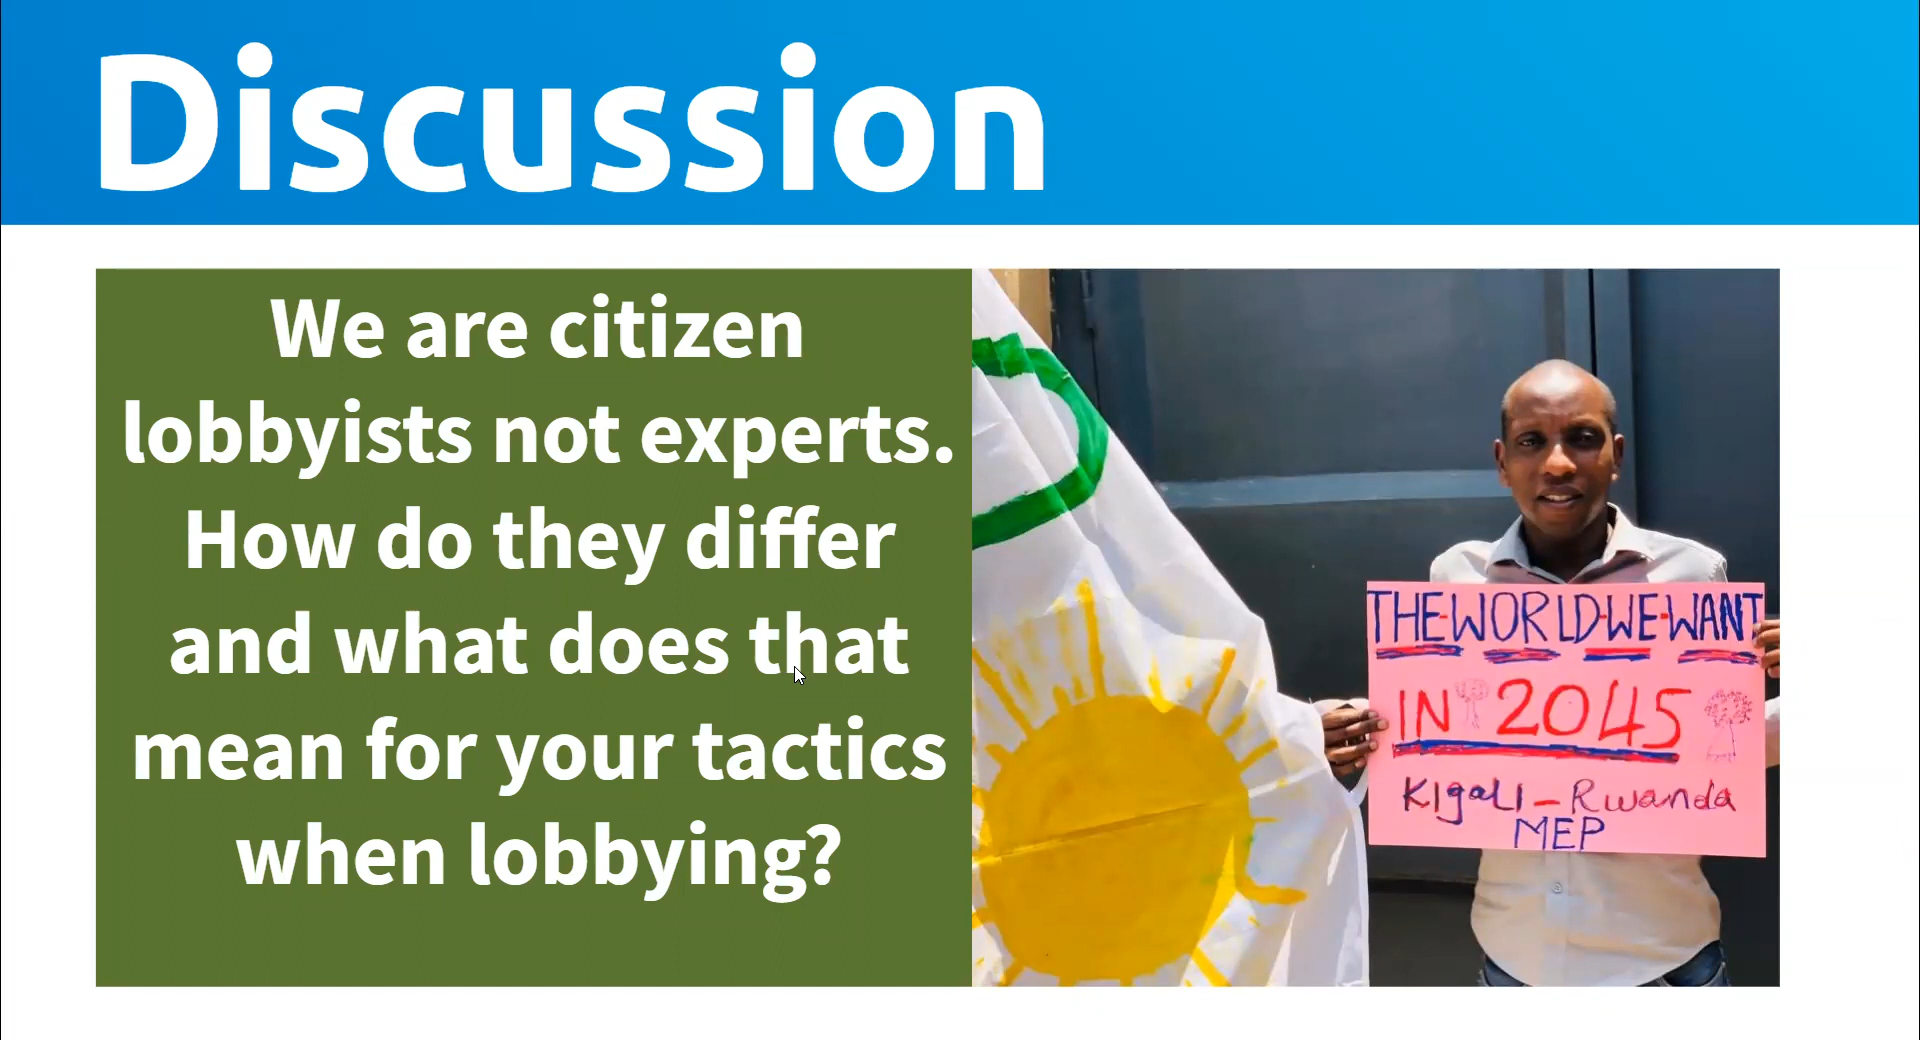 Discussion
We are citizen
lobbyists not experts.
How do they differ
and what does that
mean for your tactics
when lobbying?
THE-WORLD-WE-WANT
IN 2045
KIgaLI - Rwanda
MEP